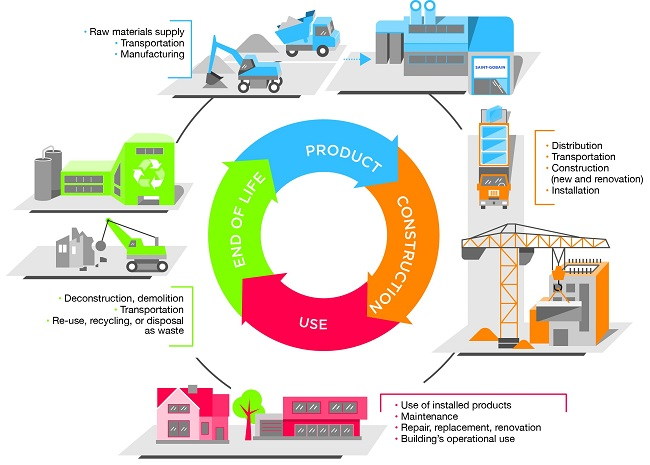 • Raw materials supply
• Transportation
• Manufacturing
SAINT-GOBAIN
• Distribution
• Transportation
• Construction
(new and renovation)
• Installation
PRODUCT
CONSTRUCTION
USE
END OF LIFE
• Deconstruction, demolition
• Transportation
• Re-use, recycling, or disposal
as waste
• Use of installed products
• Maintenance
• Repair, replacement, renovation
• Building's operational use